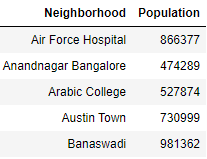 Neighborhood Population
Air Force Hospital 866377
Anandnagar Bangalore 474289
Arabic College 527874
Austin Town 730999
Banaswadi 981362